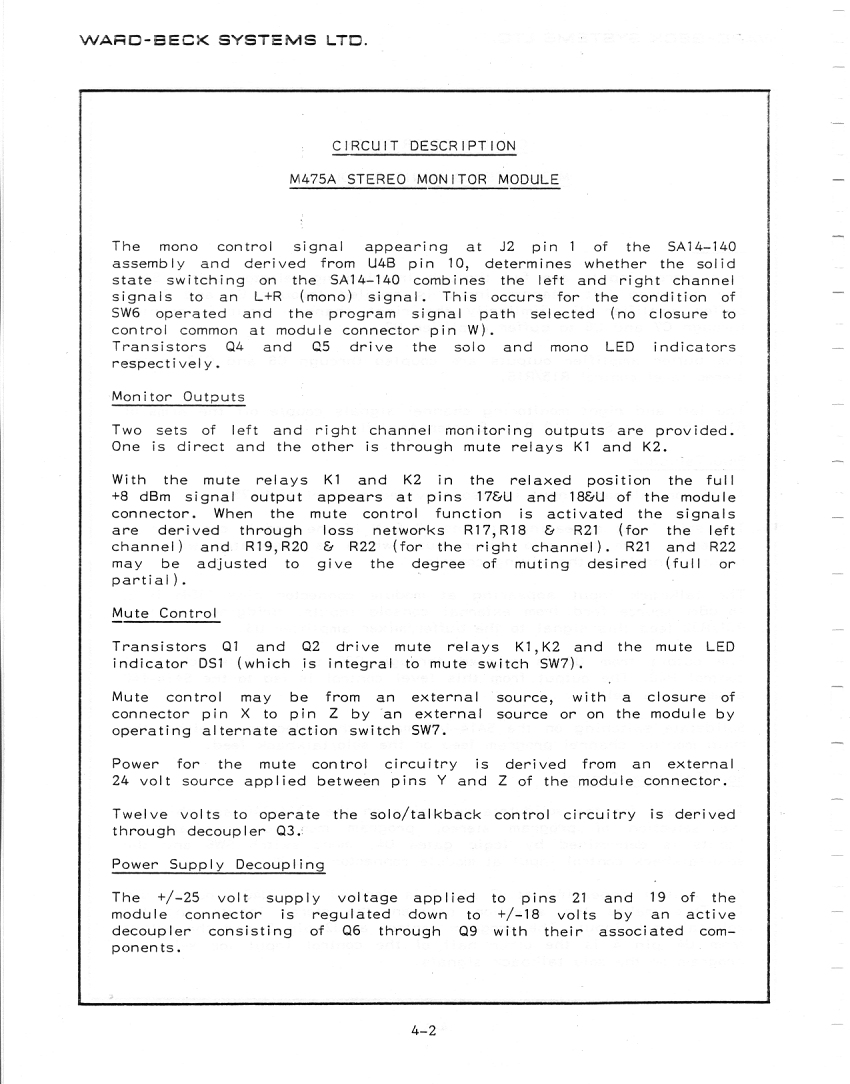 WARD-BECK SYSTEMS LTD.
CIRCUIT DESCRIPTION
M475A STEREO MONITOR MODULE
The mono control signal appearing at J2 pin 1 of the SA14-140
assembly and derived from U4B pin 10, determines whether the solid
state switching on the SA14-140 combines the left and right channel
signals to an L+R (mono) signal. This occurs for the condition of
SW6 operated and the program signal path selected (no closure to
control common at module connector pin W).
Transistors Q4 and Q5 drive the solo and mono LED indicators
respectively.
Monitor Outputs
Two sets of left and right channel monitoring outputs are provided.
One is direct and the other is through mute relays K1 and K2.
With the mute relays K1 and K2 in the relaxed position the full
+8 dBm signal output appears at pins 17&U and 18&U of the module
connector. When the mute control function is activated the signals
are derived through loss networks R17,R18 & R21 (for the left
channel) and R19,R20 & R22 (for the right channel). R21 and R22
may be adjusted to give the degree of muting desired (full or
partial).
Mute Control
Transistors Q1 and Q2 drive mute relays K1,K2 and the mute LED
indicator DS1 (which is integral to mute switch SW7).
Mute control may be from an external source, with a closure of
connector pin X to pin Z by an external source or on the module by
operating alternate action switch SW7.
Power for the mute control circuitry is derived from an external
24 volt source applied between pins Y and Z of the module connector.
Twelve volts to operate the solo/talkback control circuitry is derived
through decoupler Q3.
Power Supply Decoupling
The +/-25 volt supply voltage applied to pins 21 and 19 of the
module connector is regulated down to +/-18 volts by an active
decoupler consisting of Q6 through Q9 with their associated com-
ponents.
4-2